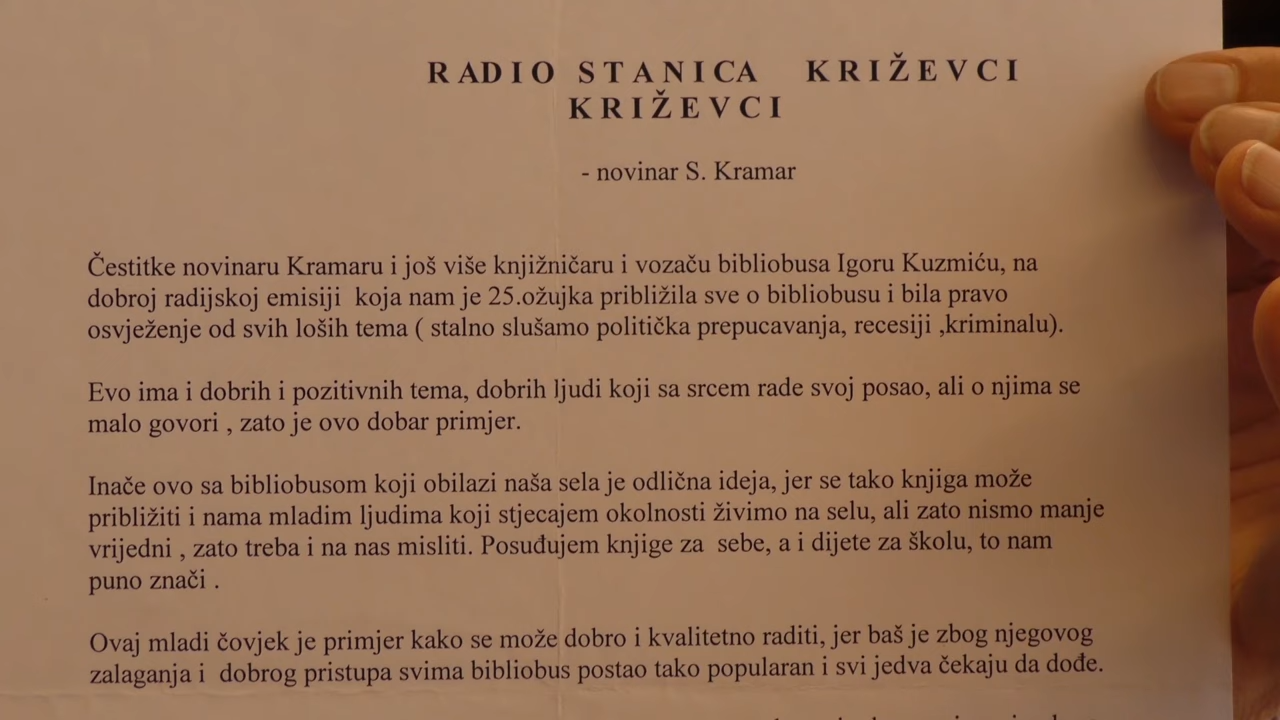 RADIO STANICA KRIŽEVCI
KRIŽEVCI
- novinar S. Kramar
Čestitke novinaru Kramaru i još više knjižničaru i vozaču bibliobusa Igoru Kuzmiću, na
dobroj radijskoj emisiji koja nam je 25.ožujka približila sve o bibliobusu i bila pravo
osvježenje od svih loših tema ( stalno slušamo politička prepucavanja, recesiji ,kriminalu).
Evo ima i dobrih i pozitivnih tema, dobrih ljudi koji sa srcem rade svoj posao, ali o njima se
malo govori , zato je ovo dobar primjer.
Inače ovo sa bibliobusom koji obilazi naša sela je odlična ideja, jer se tako knjiga može
približiti i nama mladim ljudima koji stjecajem okolnosti živimo na selu, ali zato nismo manje
vrijedni , zato treba i na nas misliti. Posuđujem knjige za sebe, a i dijete za školu, to nam
puno znači .
Ovaj mladi čovjek je primjer kako se može dobro i kvalitetno raditi, jer baš je zbog njegovog
zalaganja i dobrog pristupa svima bibliobus postao tako popularan i svi jedva čekaju da dođe.